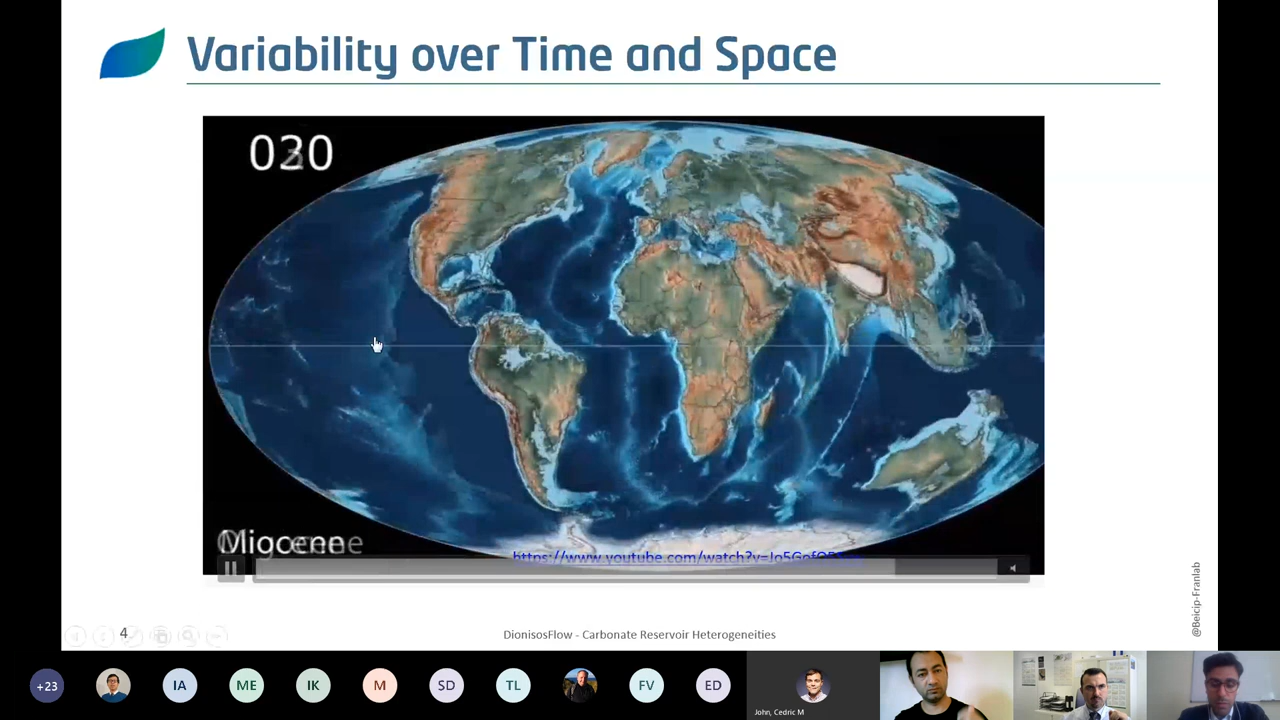 Variability over Time and Space
Miocene
4
DionisosFlow - Carbonate Reservoir Heterogeneities
@Beicip-Franlab
+23
IA
ME
IK
M
SD
TL
FV
ED
John, Cedric M